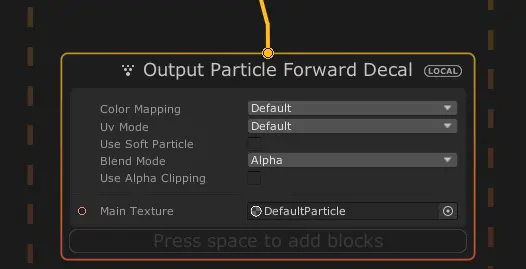 Output Particle Forward Decal LOCAL
Color Mapping Default
Uv Mode Default
Use Soft Particle
Blend Mode Alpha
Use Alpha Clipping
Main Texture DefaultParticle
Press space to add blocks